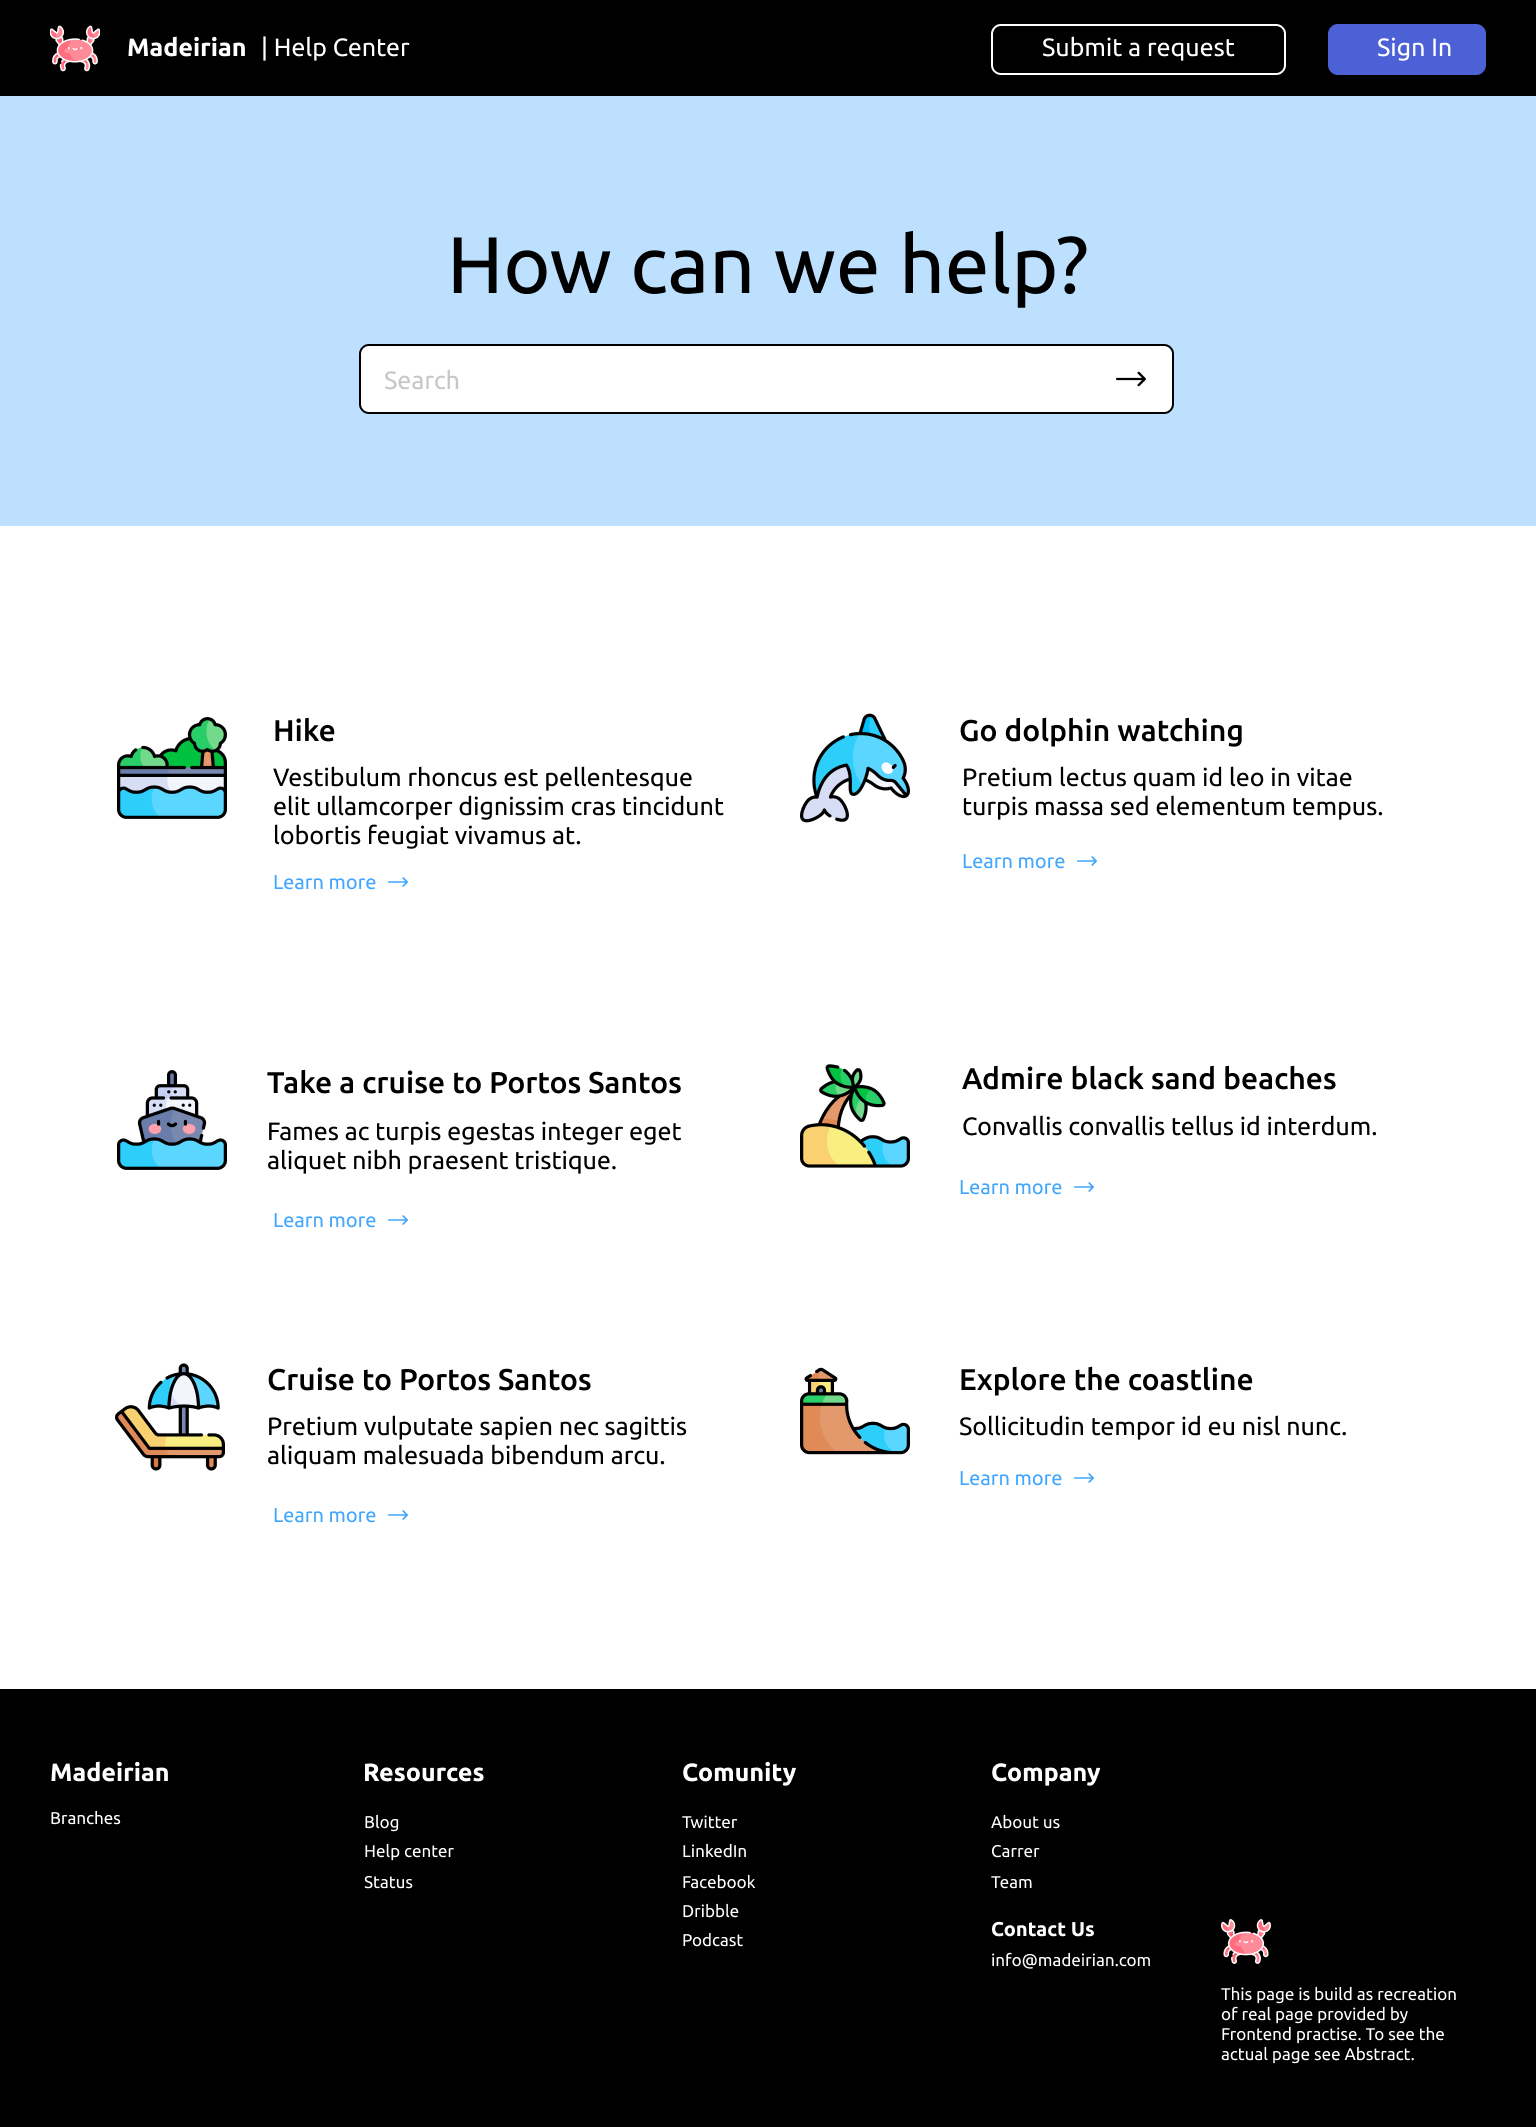 Madeirian | Help Center
Submit a request
Sign In
How can we help?
Search
Hike
Vestibulum rhoncus est pellentesque
elit ullamcorper dignissim cras tincidunt
lobortis feugiat vivamus at.
Learn more
Go dolphin watching
Pretium lectus quam id leo in vitae
turpis massa sed elementum tempus.
Learn more
Take a cruise to Portos Santos
Fames ac turpis egestas integer eget
aliquet nibh praesent tristique.
Learn more
Admire black sand beaches
Convallis convallis tellus id interdum.
Learn more
Cruise to Portos Santos
Pretium vulputate sapien nec sagittis
aliquam malesuada bibendum arcu.
Learn more
Explore the coastline
Sollicitudin tempor id eu nisl nunc.
Learn more
Madeirian
Branches
Resources
Blog
Help center
Status
Comunity
Twitter
LinkedIn
Facebook
Dribble
Podcast
Company
About us
Carrer
Team
Contact Us
info@madeirian.com
This page is build as recreation
of real page provided by
Frontend practise. To see the
actual page see Abstract.